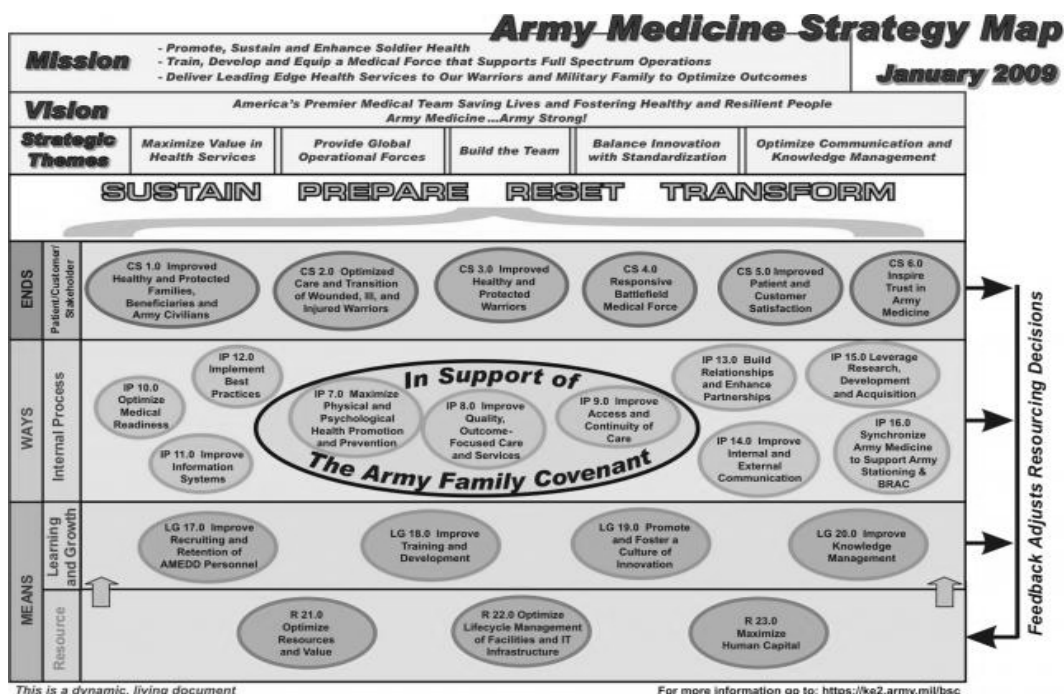 Army Medicine Strategy Map
January 2009
Mission
- Promote, Sustain and Enhance Soldier Health
- Train, Develop and Equip a Medical Force that Supports Full Spectrum Operations
- Deliver Leading Edge Health Services to Our Warriors and Military Family to Optimize Outcomes
Vision
America's Premier Medical Team Saving Lives and Fostering Healthy and Resilient People
Army Medicine ...Army Strong!
Strategic
Themes
Maximize Value in
Health Services
Provide Global
Operational Forces
Build the Team
Balance Innovation
with Standardization
Optimize Communication and
Knowledge Management
SUSTAIN PREPARE RESET TRANSFORM
ENDS
Patient/Customer/
Stakeholder
CS 1.0 Improved
Healthy and Protected
Families,
Beneficiaries and
Army Civilians
CS 2.0 Optimized
Care and Transition
of Wounded, Ill, and
Injured Warriors
CS 3.0 Improved
Healthy and
Protected
Warriors
CS 4.0
Responsive
Battlefield
Medical Force
CS 5.0 Improved
Patient and
Customer
Satisfaction
CS 6.0
Inspire
Trust in
Army
Medicine
WAYS
Internal Process
IP 10.0
Optimize
Medical
Readiness
IP 12.0
Implement
Best
Practices
IP 11.0 Improve
Information
Systems
In Support of
IP 7.0 Maximize
Physical and
Psychological
Health Promotion
and Prevention
IP 8.0 Improve
Quality,
Outcome-
Focused Care
and Services
IP 9.0 Improve
Access and
Continuity of
Care
The Army Family Covenant
IP 13.0 Build
Relationships
and Enhance
Partnerships
IP 15.0 Leverage
Research,
Development
and Acquisition
IP 14.0 Improve
Internal and
External
Communication
IP 16.0
Synchronize
Army Medicine
to Support Army
Stationing &
BRAC
MEANS
Learning
and Growth
LG 17.0 Improve
Recruiting and
Retention of
AMEDD Personnel
LG 18.0 Improve
Training and
Development
LG 19.0 Promote
and Foster a
Culture of
Innovation
LG 20.0 Improve
Knowledge
Management
Resource
R 21.0
Optimize
Resources
and Value
R 22.0 Optimize
Lifecycle Management
of Facilities and IT
Infrastructure
R 23.0
Maximize
Human Capital
Feedback Adjusts Resourcing Decisions
This is a dynamic, living document
For more information go to: https://ke2.army.mil/bsc